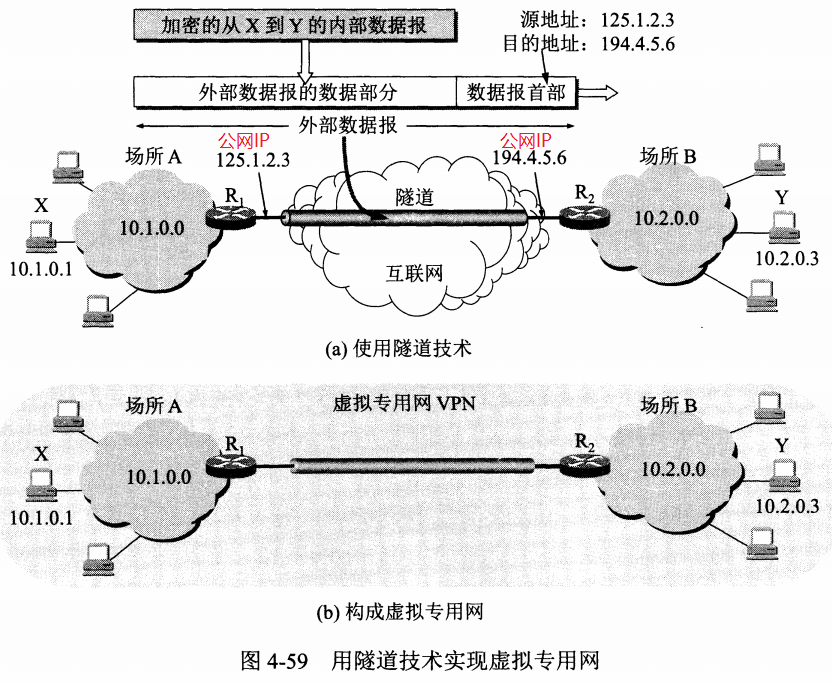 加密的从 X 到 Y 的内部数据报
源地址：125.1.2.3
目的地址：194.4.5.6
外部数据报的数据部分
数据报首部
外部数据报
公网IP
125.1.2.3
公网IP
194.4.5.6
场所 A
场所 B
X
R1
隧道
R2
Y
10.1.0.0
10.2.0.0
10.1.0.1
互联网
10.2.0.3
(a) 使用隧道技术
场所 A
虚拟专用网 VPN
场所 B
X
R1
R2
Y
10.1.0.0
10.2.0.0
10.1.0.1
10.2.0.3
(b) 构成虚拟专用网
图 4-59 用隧道技术实现虚拟专用网